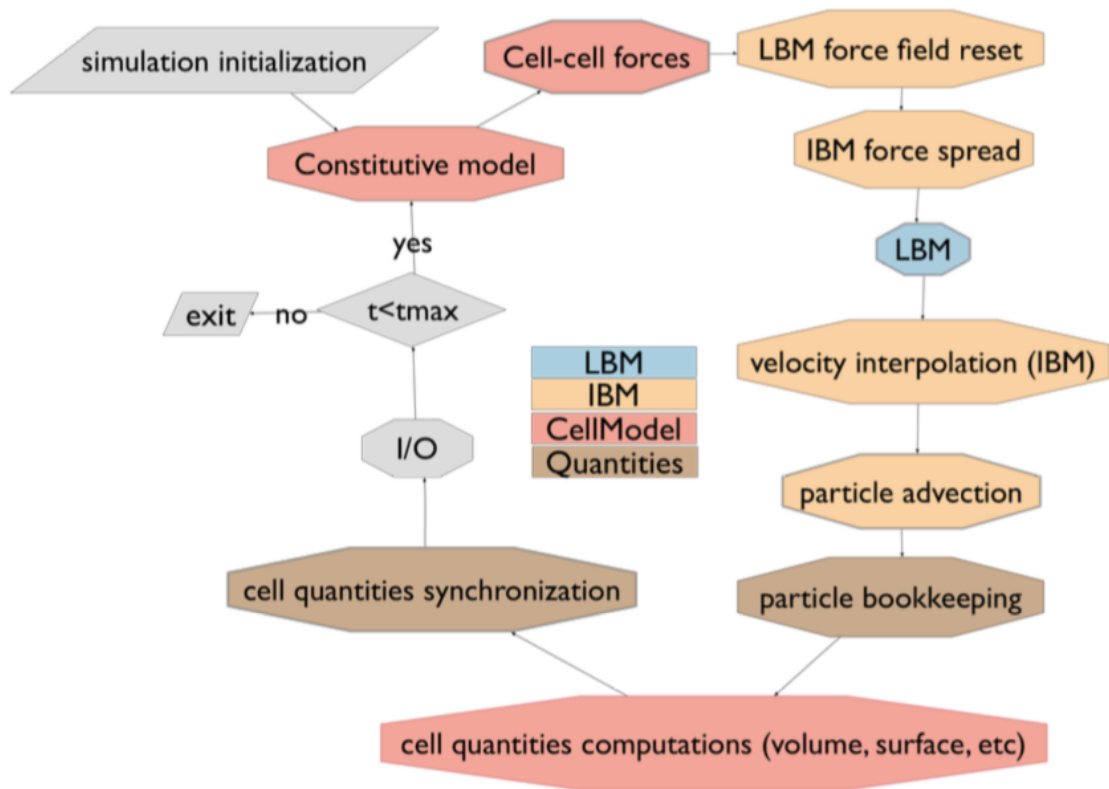 simulation initialization
Cell-cell forces
LBM force field reset
Constitutive model
IBM force spread
LBM
yes
exit
no
t<tmax
velocity interpolation (IBM)
LBM
IBM
CellModel
Quantities
I/O
particle advection
cell quantities synchronization
particle bookkeeping
cell quantities computations (volume, surface, etc)